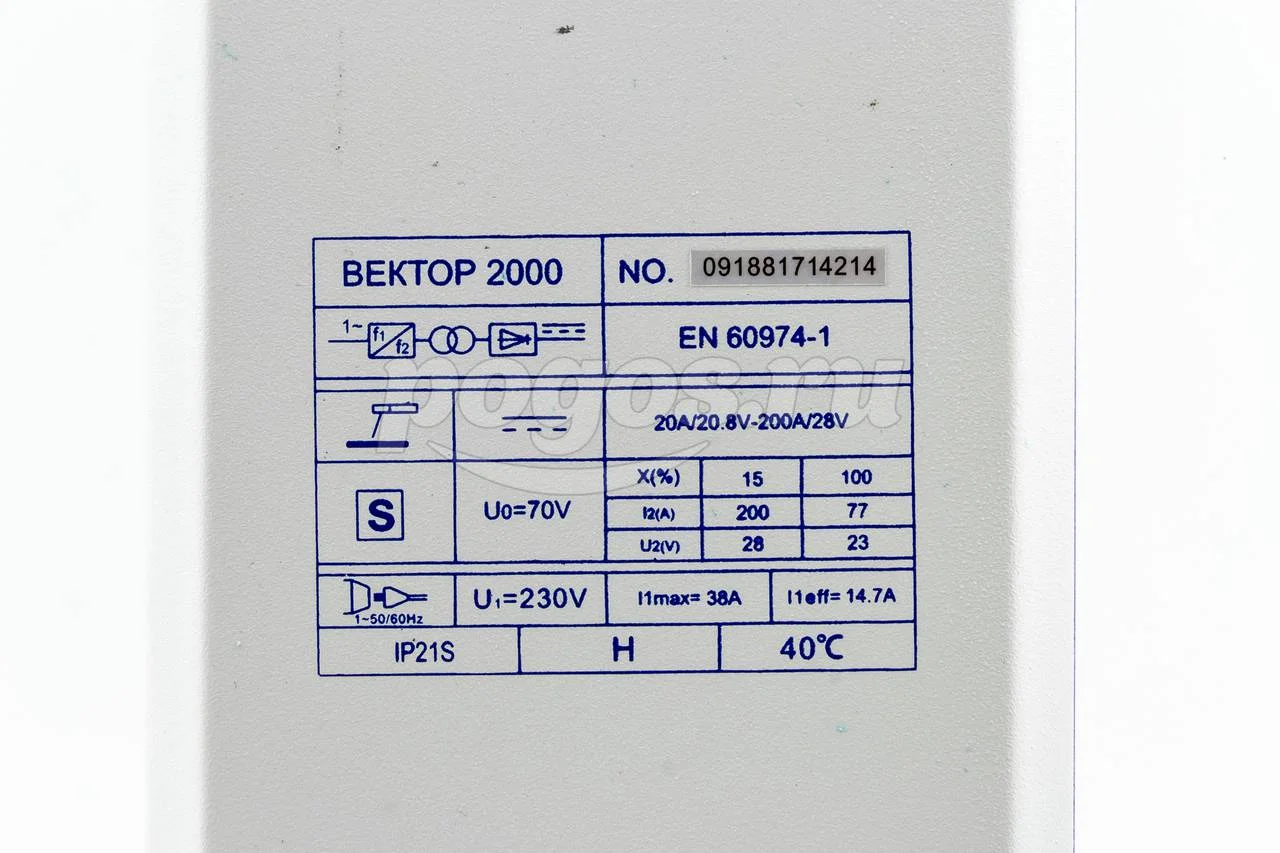 ВЕКТОР 2000
NO. 091881714214
1~ f1 f2
EN 60974-1
20A/20.8V-200A/28V
S
U0=70V
X(%) 15 100
I2(A) 200 77
U2(V) 28 23
1~50/60Hz
U1=230V
I1max= 38A
I1eff= 14.7A
IP21S
H
40℃
pogos.ru